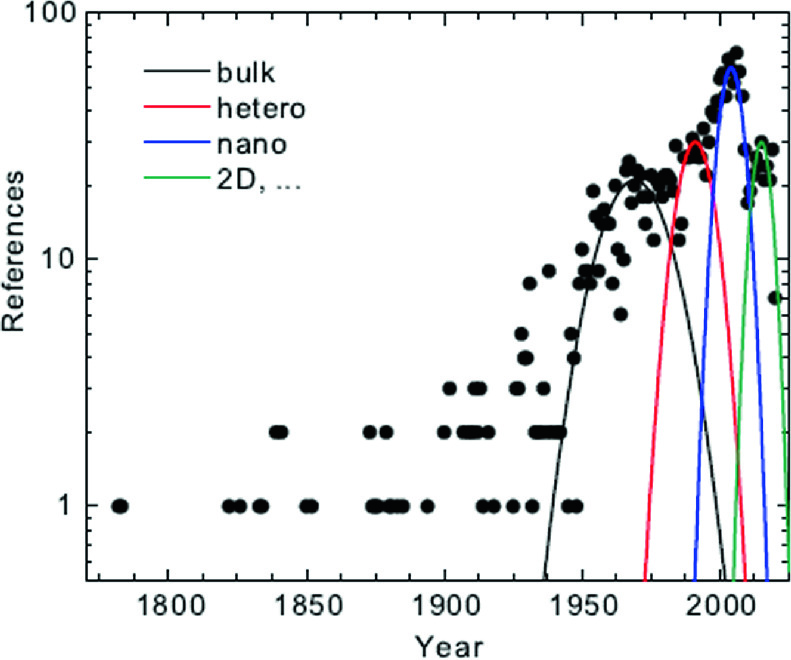 100
bulk
hetero
nano
2D, ...
References
10
1
1800 1850 1900 1950 2000
Year